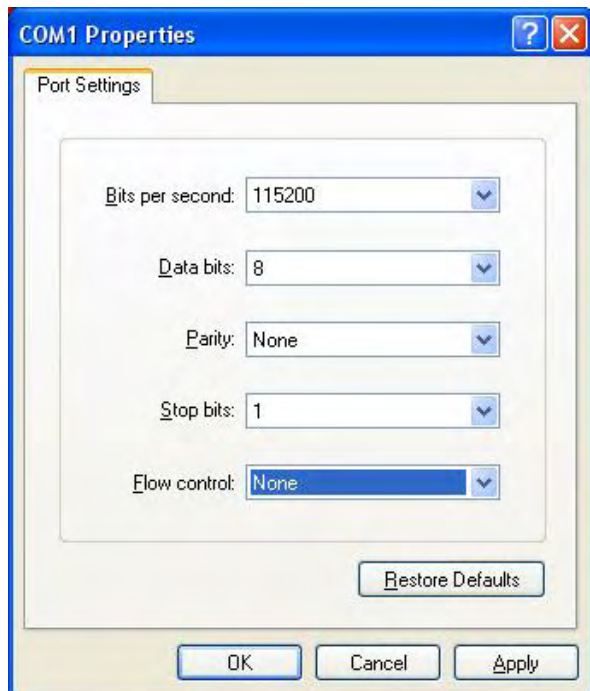 COM1 Properties
Port Settings
Bits per second: 115200
Data bits: 8
Parity: None
Stop bits: 1
Flow control: None
Restore Defaults
OK Cancel Apply